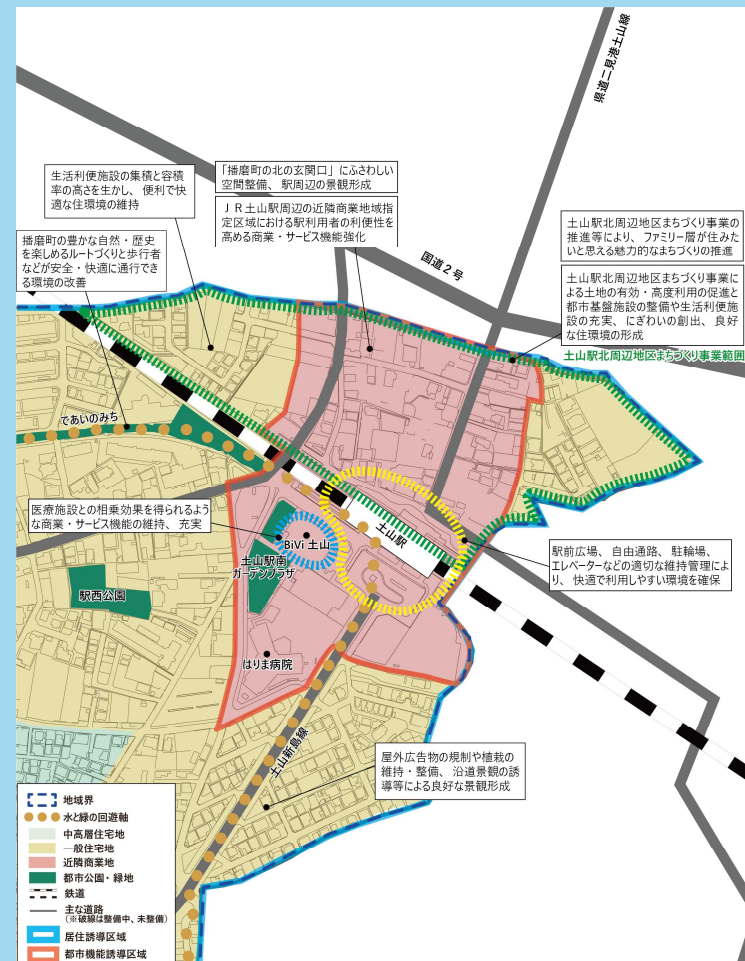 県道二見港土山線
生活利便施設の集積と容積
率の高さを生かし、便利で快
適な住環境の維持
「播磨町の北の玄関口」にふさわしい
空間整備、駅周辺の景観形成
JR土山駅周辺の近隣商業地域指
定区域における駅利用者の利便性を
高める商業・サービス機能強化
土山駅北周辺地区まちづくり事業の
推進等により、ファミリー層が住みた
いと思える魅力的なまちづくりの推進
播磨町の豊かな自然・歴史
を楽しめるルートづくりと歩行者
などが安全・快適に通行でき
る環境の改善
国道2号
土山駅北周辺地区まちづくり事業に
よる土地の有効・高度利用の促進と
都市基盤施設の整備や生活利便施
設の充実、にぎわいの創出、良好
な住環境の形成
土山駅北周辺地区まちづくり事業範囲
であいのみち
医療施設との相乗効果を得られるよう
な商業・サービス機能の維持、充実
BiVi 土山
土山駅
土山駅南
ガーデンプラザ
駅前広場、自由通路、駐輪場、
エレベーターなどの適切な維持管理によ
り、快適で利用しやすい環境を確保
駅西公園
はりま病院
土山新島線
屋外広告物の規制や植栽の
維持・整備、沿道景観の誘
導等による良好な景観形成
地域界
水と緑の回遊軸
中高層住宅地
一般住宅地
近隣商業地
都市公園・緑地
鉄道
主な道路
(※破線は整備中、未整備)
居住誘導区域
都市機能誘導区域